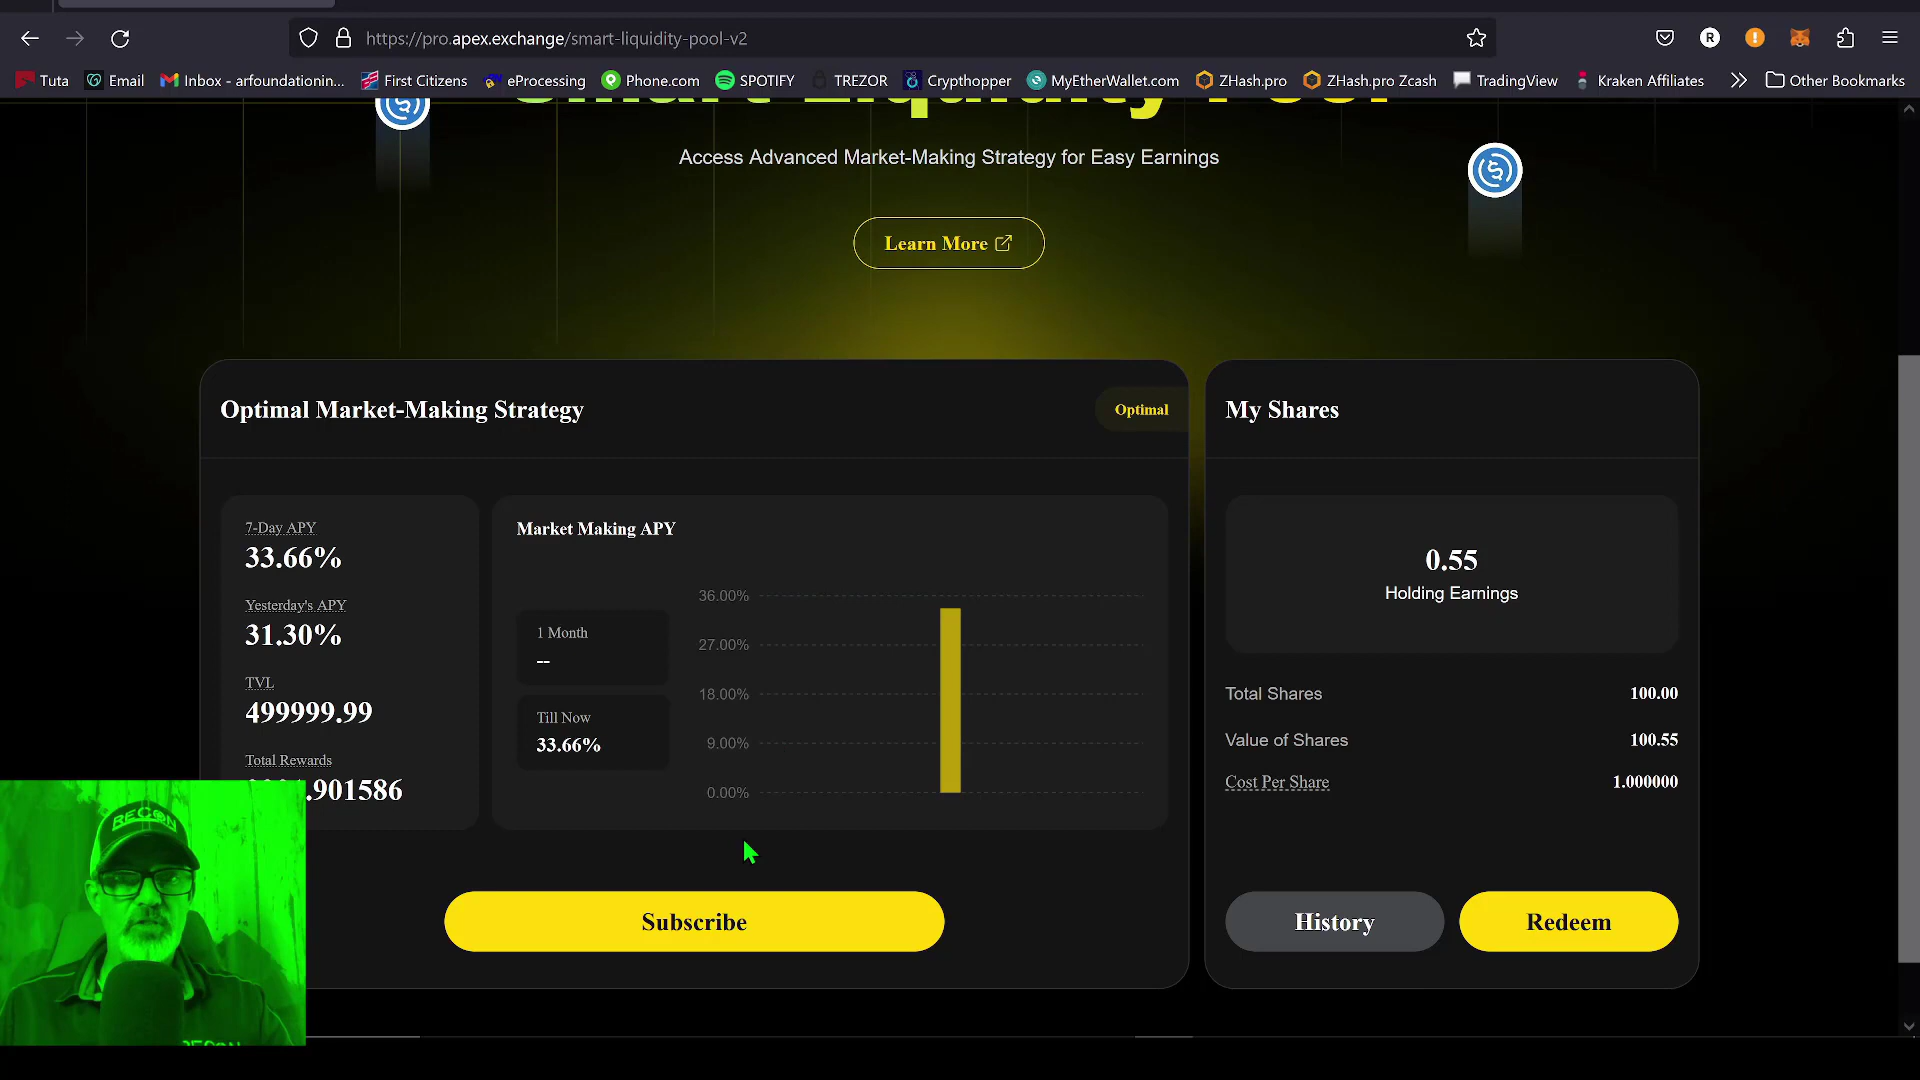 https://pro.apex.exchange/smart-liquidity-pool-v2
R
Tuta Email Inbox - arfoundationin... First Citizens eProcessing Phone.com SPOTIFY TREZOR Crypthopper MyEtherWallet.com ZHash.pro ZHash.pro Zcash TradingView Kraken Affiliates Other Bookmarks
Smart Liquidity Pool
Access Advanced Market-Making Strategy for Easy Earnings
Learn More
Optimal Market-Making Strategy
Optimal
7-Day APY
33.66%
Yesterday's APY
31.30%
TVL
499999.99
Total Rewards
.901586
Market Making APY
1 Month
--
Till Now
33.66%
36.00%
27.00%
18.00%
9.00%
0.00%
Subscribe
My Shares
0.55
Holding Earnings
Total Shares 100.00
Value of Shares 100.55
Cost Per Share 1.000000
History Redeem
RECON
RECON